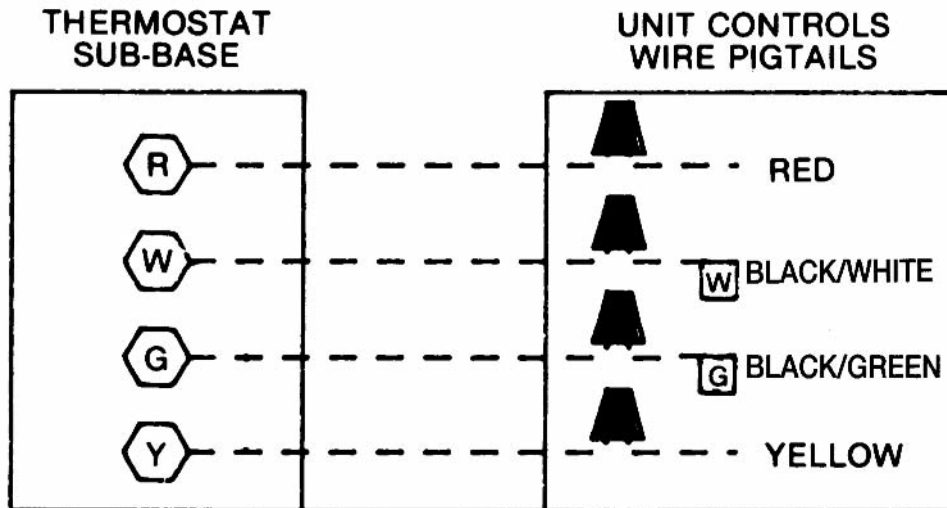 THERMOSTAT
SUB-BASE
UNIT CONTROLS
WIRE PIGTAILS
R
RED
W
W
BLACK/WHITE
G
G
BLACK/GREEN
Y
YELLOW